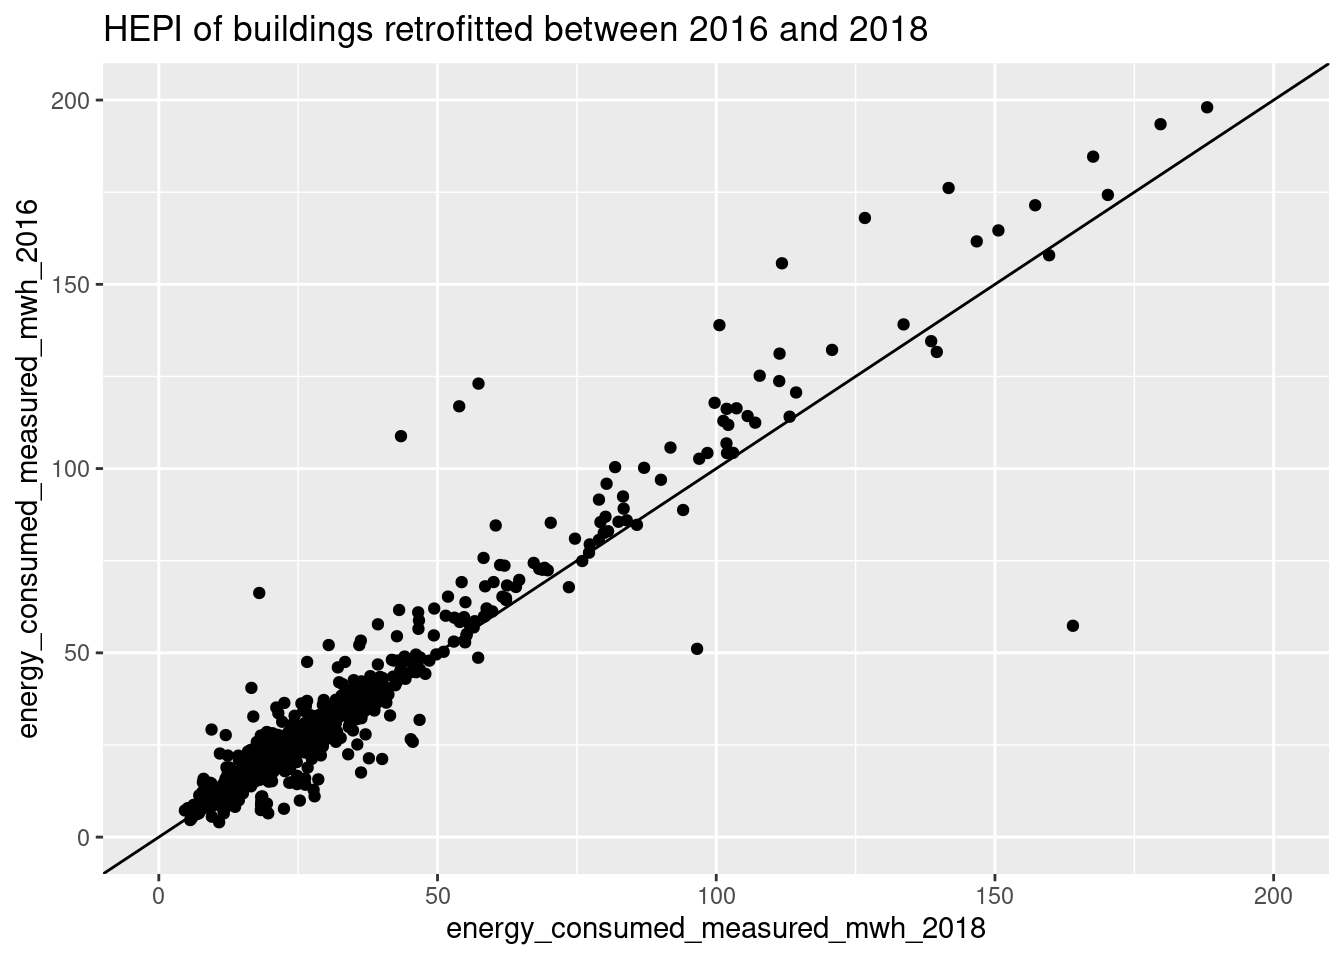 HEPI of buildings retrofitted between 2016 and 2018
energy_consumed_measured_mwh_2016
200
150
100
50
0
0 50 100 150 200
energy_consumed_measured_mwh_2018